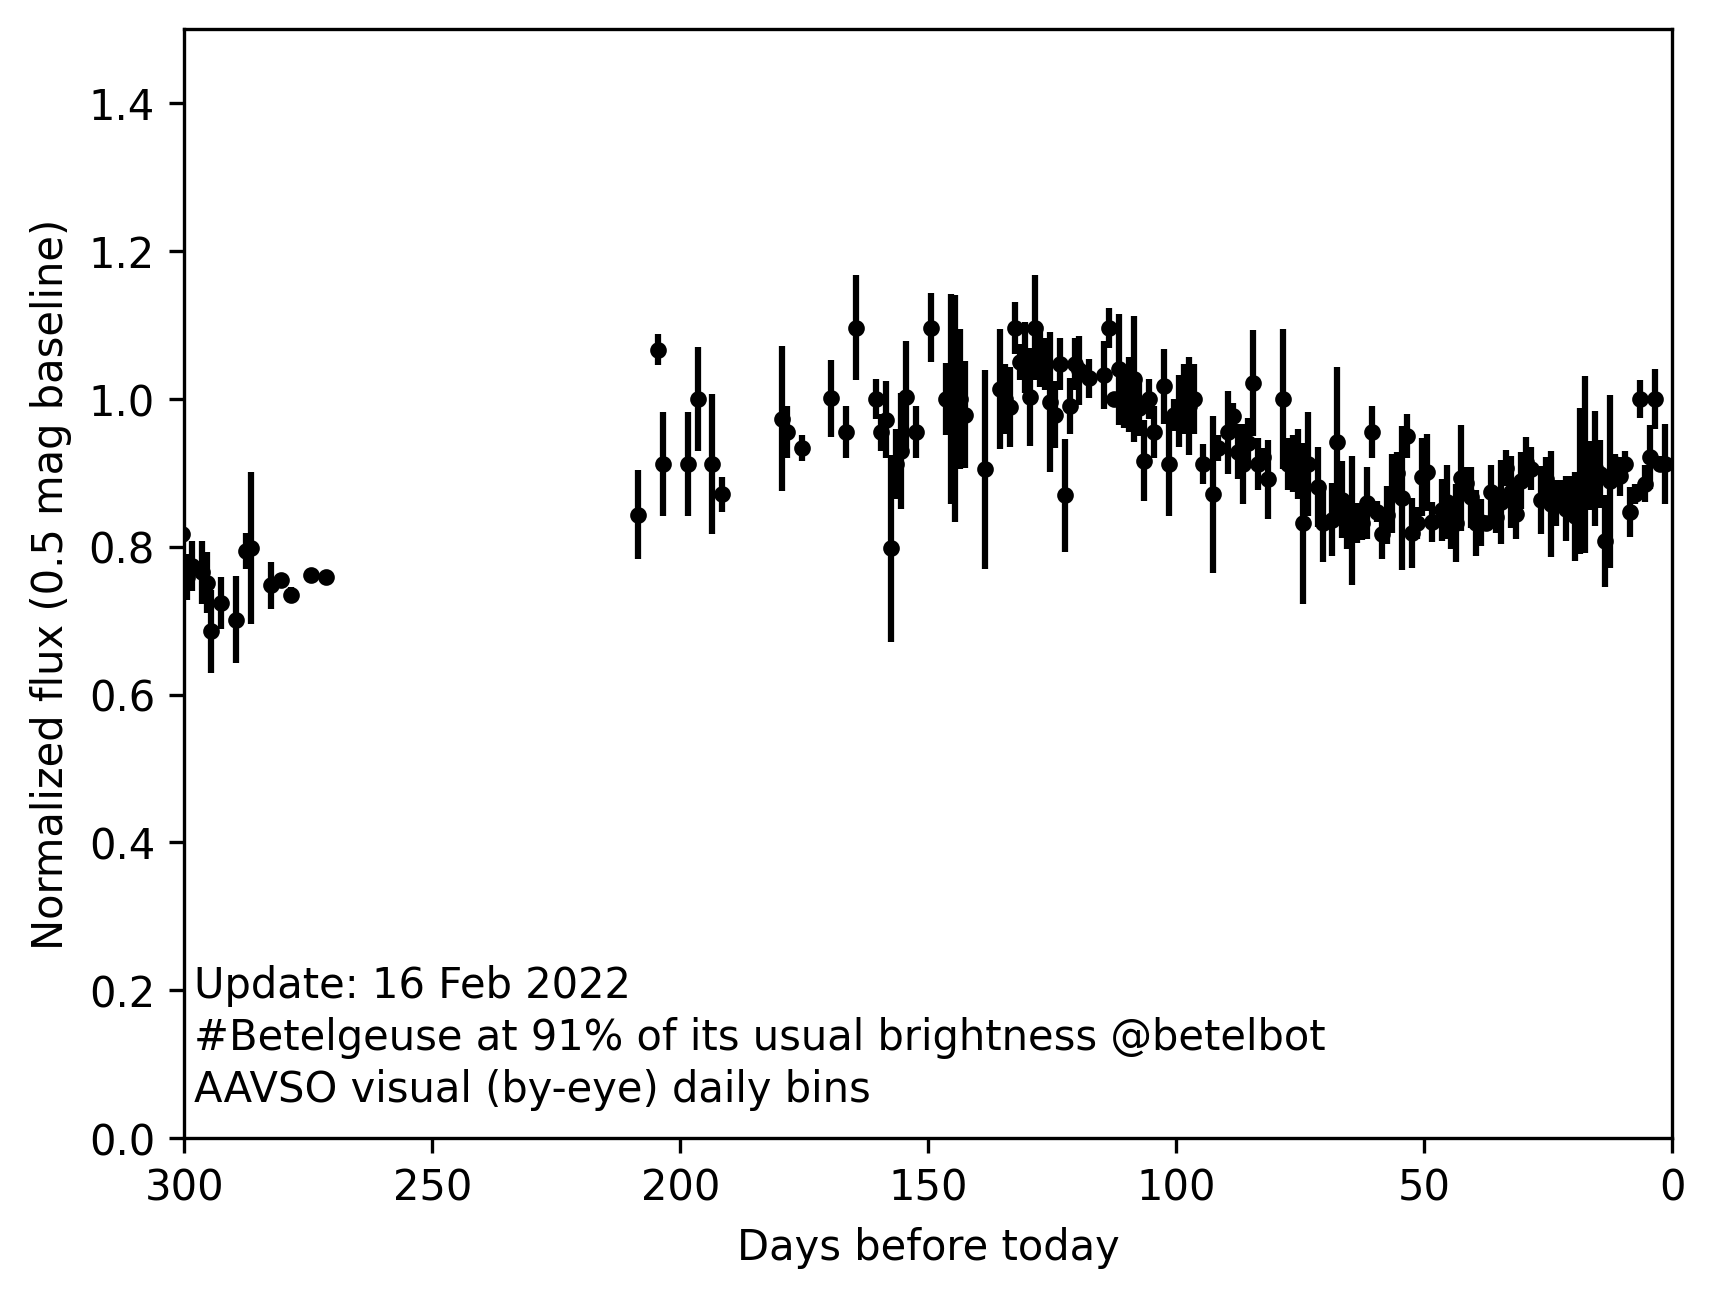 Normalized flux (0.5 mag baseline)
1.4
1.2
1.0
0.8
0.6
0.4
0.2
0.0
Update: 16 Feb 2022
#Betelgeuse at 91% of its usual brightness @betelbot
AAVSO visual (by-eye) daily bins
300 250 200 150 100 50 0
Days before today